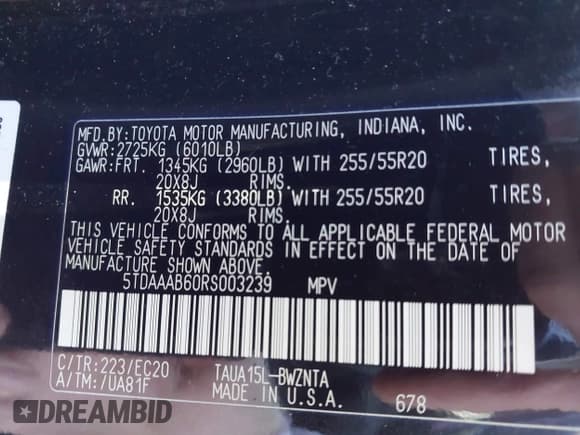 MFD.BY:TOYOTA MOTOR MANUFACTURING, INDIANA, INC.
GVWR:2725KG (6010LB)
GAWR:FRT. 1345KG (2960LB) WITH 255/55R20 TIRES,
20X8J RIMS.
RR. 1535KG (3380LB) WITH 255/55R20 TIRES,
20X8J RIMS.
THIS VEHICLE CONFORMS TO ALL APPLICABLE FEDERAL MOTOR
VEHICLE SAFETY STANDARDS IN EFFECT ON THE DATE OF
MANUFACTURE SHOWN ABOVE.
5TDAAAB60RS003239 MPV
C/TR:223/EC20 TAUA15L-BWZNTA
A/TM:/UA81F MADE IN U.S.A. 678
DREAMBID